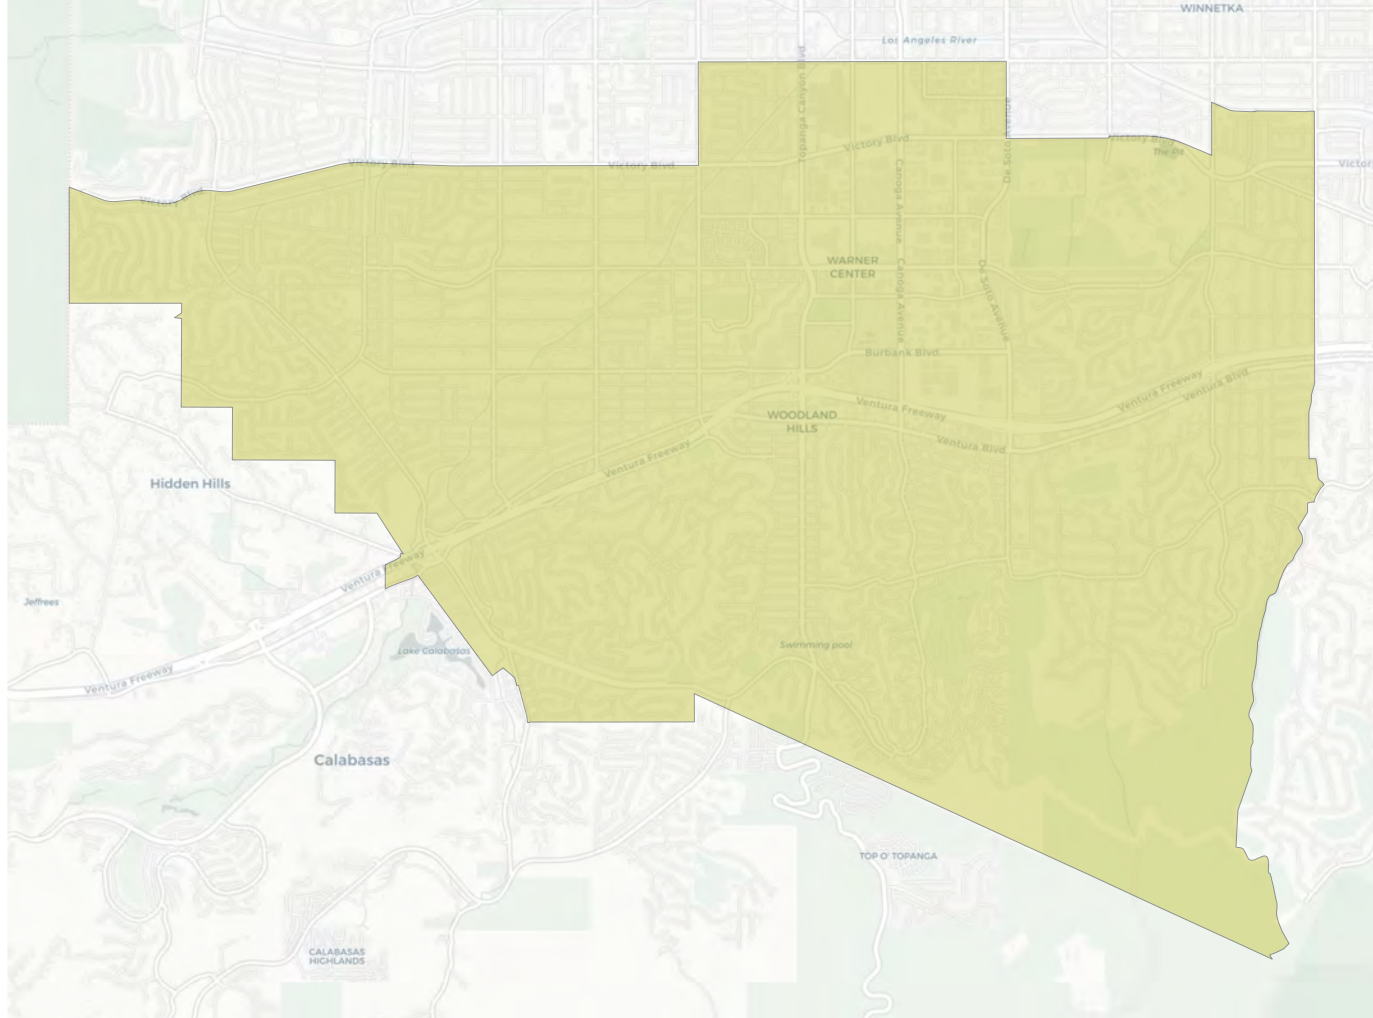 WINNETKA
Los Angeles River
Topanga Canyon Blvd
De Soto Avenue
Victory Blvd
Victory Blvd
The Pit
Victory Blvd
Victory Blvd
Victor
Victory Blvd
Canoga Avenue
WARNER
CENTER
Canoga Avenue
De Soto Avenue
Burbank Blvd
Ventura Freeway
Ventura Blvd
Ventura Freeway
WOODLAND
HILLS
Ventura Blvd
Ventura Freeway
Hidden Hills
Ventura Freeway
Jeffrees
Swimming pool
Lake Calabasas
Ventura Freeway
Calabasas
TOP O' TOPANGA
CALABASAS
HIGHLANDS